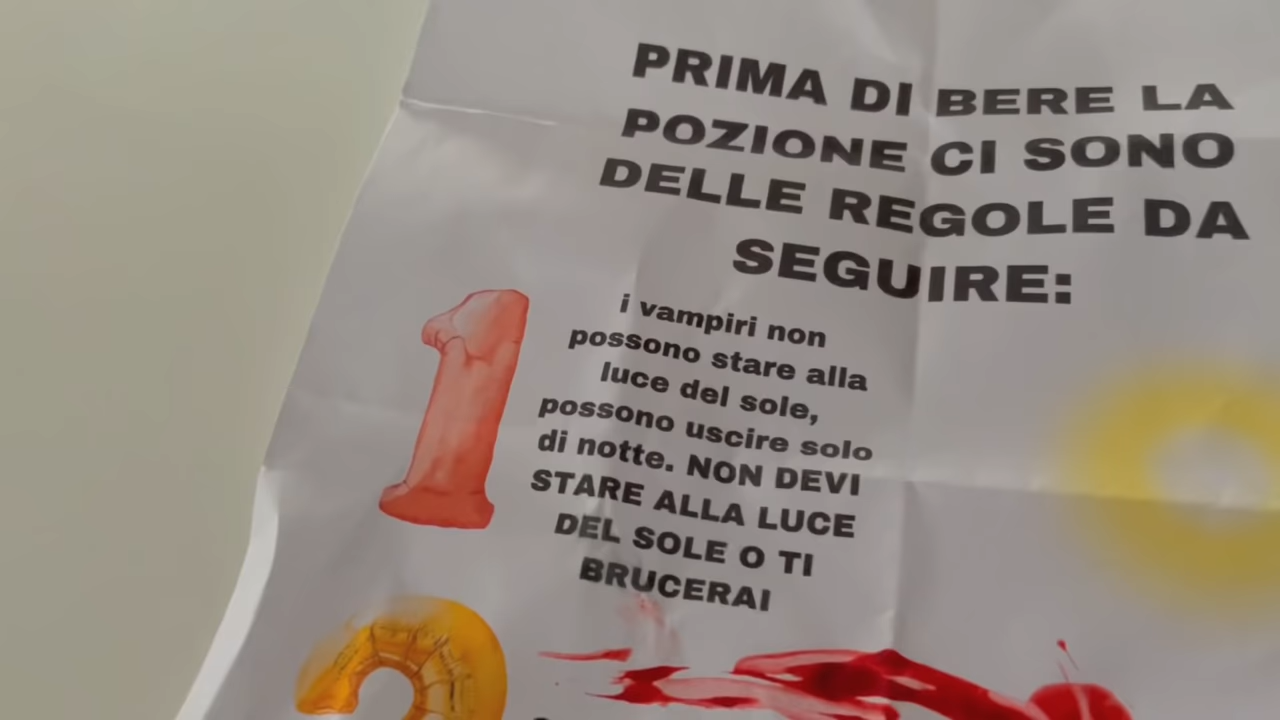 PRIMA DI BERE LA
POZIONE CI SONO
DELLE REGOLE DA
SEGUIRE:
1
i vampiri non
possono stare alla
luce del sole,
possono uscire solo
di notte. NON DEVI
STARE ALLA LUCE
DEL SOLE O TI
BRUCERAI
2